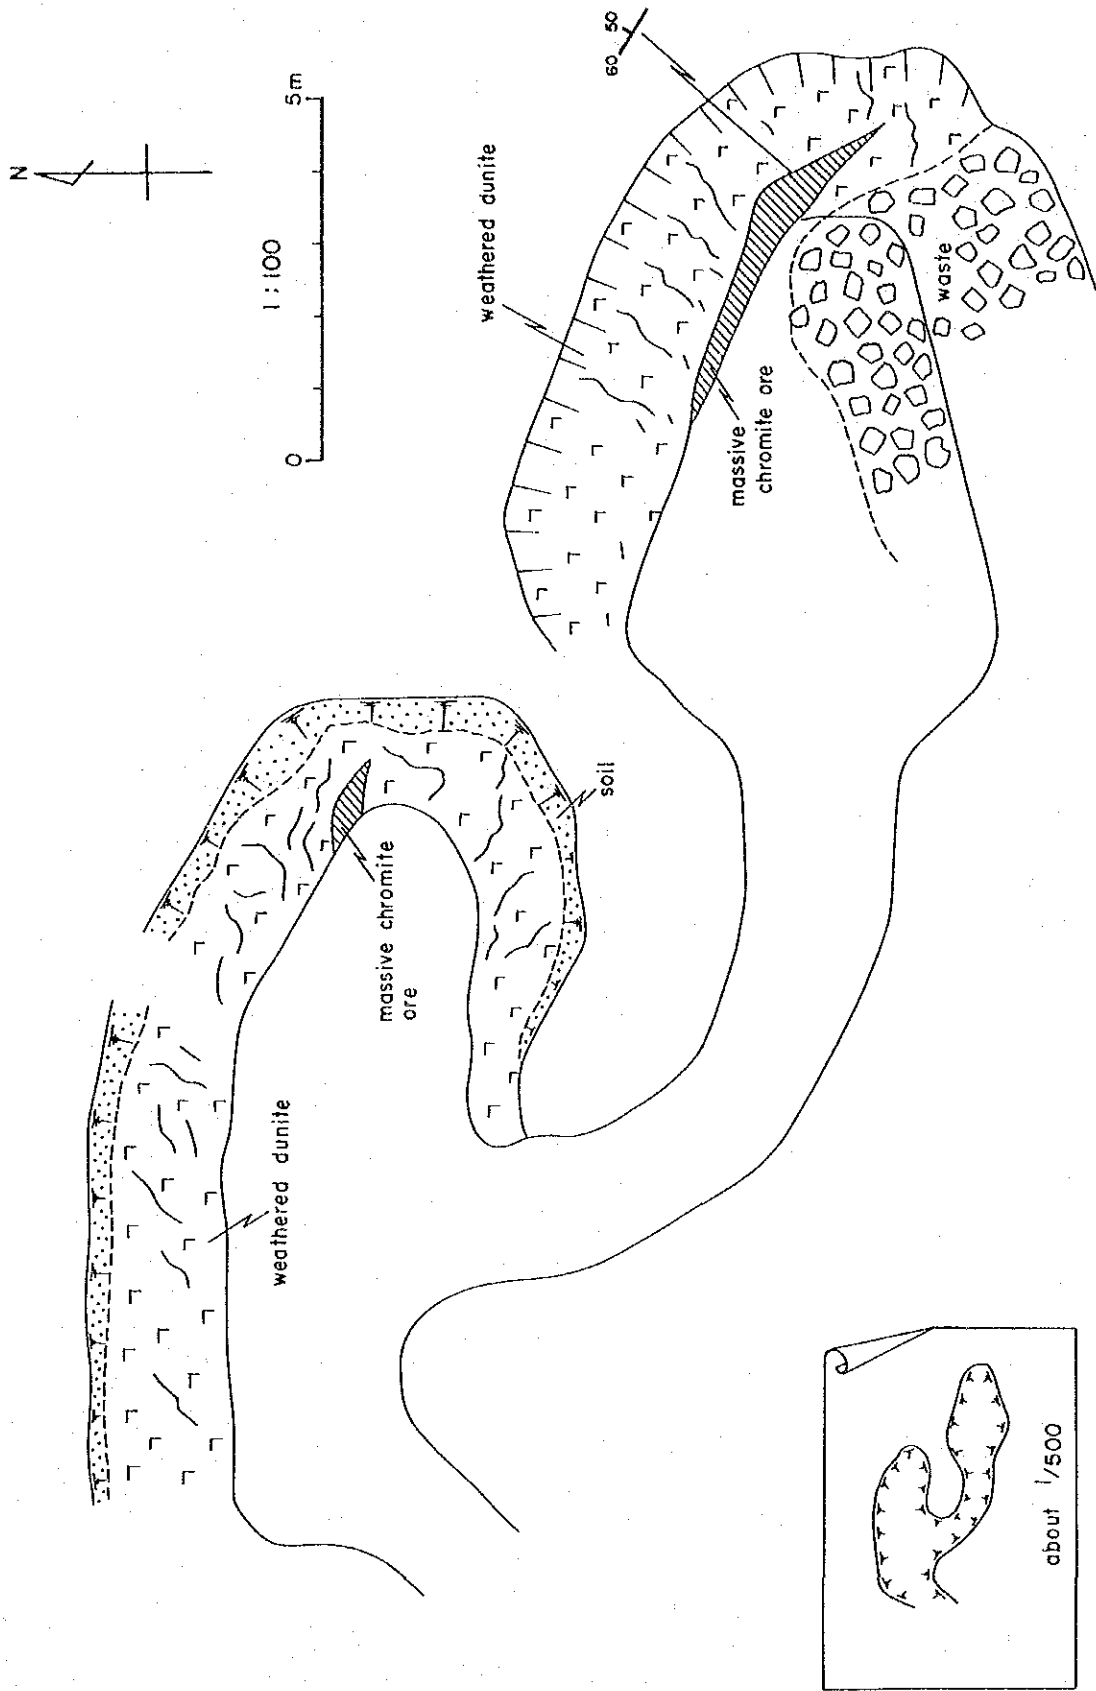 N
0
5m
1:100
60
50
weathered dunite
massive chromite
chromite ore
waste
soil
massive chromite
ore
weathered dunite
about 1/500